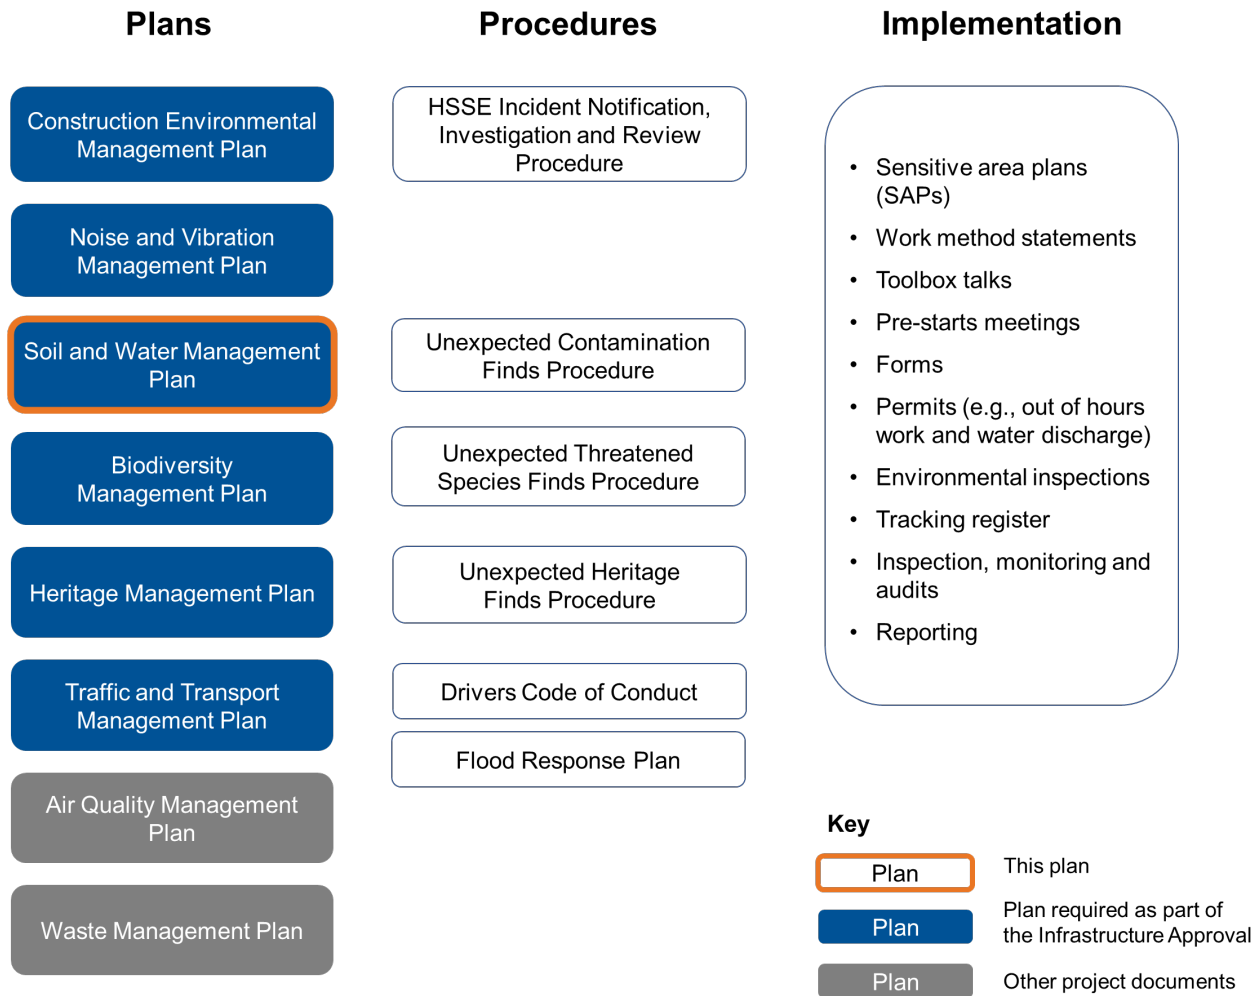 Plans
Procedures
Implementation
Construction Environmental
Management Plan
Noise and Vibration
Management Plan
Soil and Water Management
Plan
Biodiversity
Management Plan
Heritage Management Plan
Traffic and Transport
Management Plan
Air Quality Management
Plan
Waste Management Plan
HSSE Incident Notification,
Investigation and Review
Procedure
Unexpected Contamination
Finds Procedure
Unexpected Threatened
Species Finds Procedure
Unexpected Heritage
Finds Procedure
Drivers Code of Conduct
Flood Response Plan
• Sensitive area plans
(SAPs)
• Work method statements
• Toolbox talks
• Pre-starts meetings
• Forms
• Permits (e.g., out of hours
work and water discharge)
• Environmental inspections
• Tracking register
• Inspection, monitoring and
audits
• Reporting
Key
Plan
This plan
Plan
Plan required as part of
the Infrastructure Approval
Plan
Other project documents